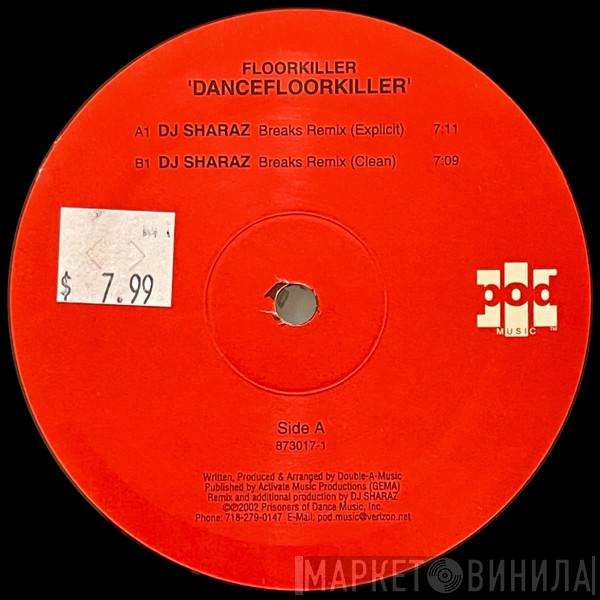 FLOORKILLER
'DANCEFLOORKILLER'
A1 DJ SHARAZ Breaks Remix (Explicit) 7:11
B1 DJ SHARAZ Breaks Remix (Clean) 7:09
$ 7.99
pod
MUSIC TM
Side A
873017-1
Written, Produced & Arranged by Double-A-Music
Published by Activate Music Productions (GEMA)
Remix and additional production by DJ SHARAZ
©℗2002 Prisoners of Dance Music, Inc.
Phone: 718-279-0147 E-Mail: pod.music@verizon.net
МАРКЕТ ВИНИЛА